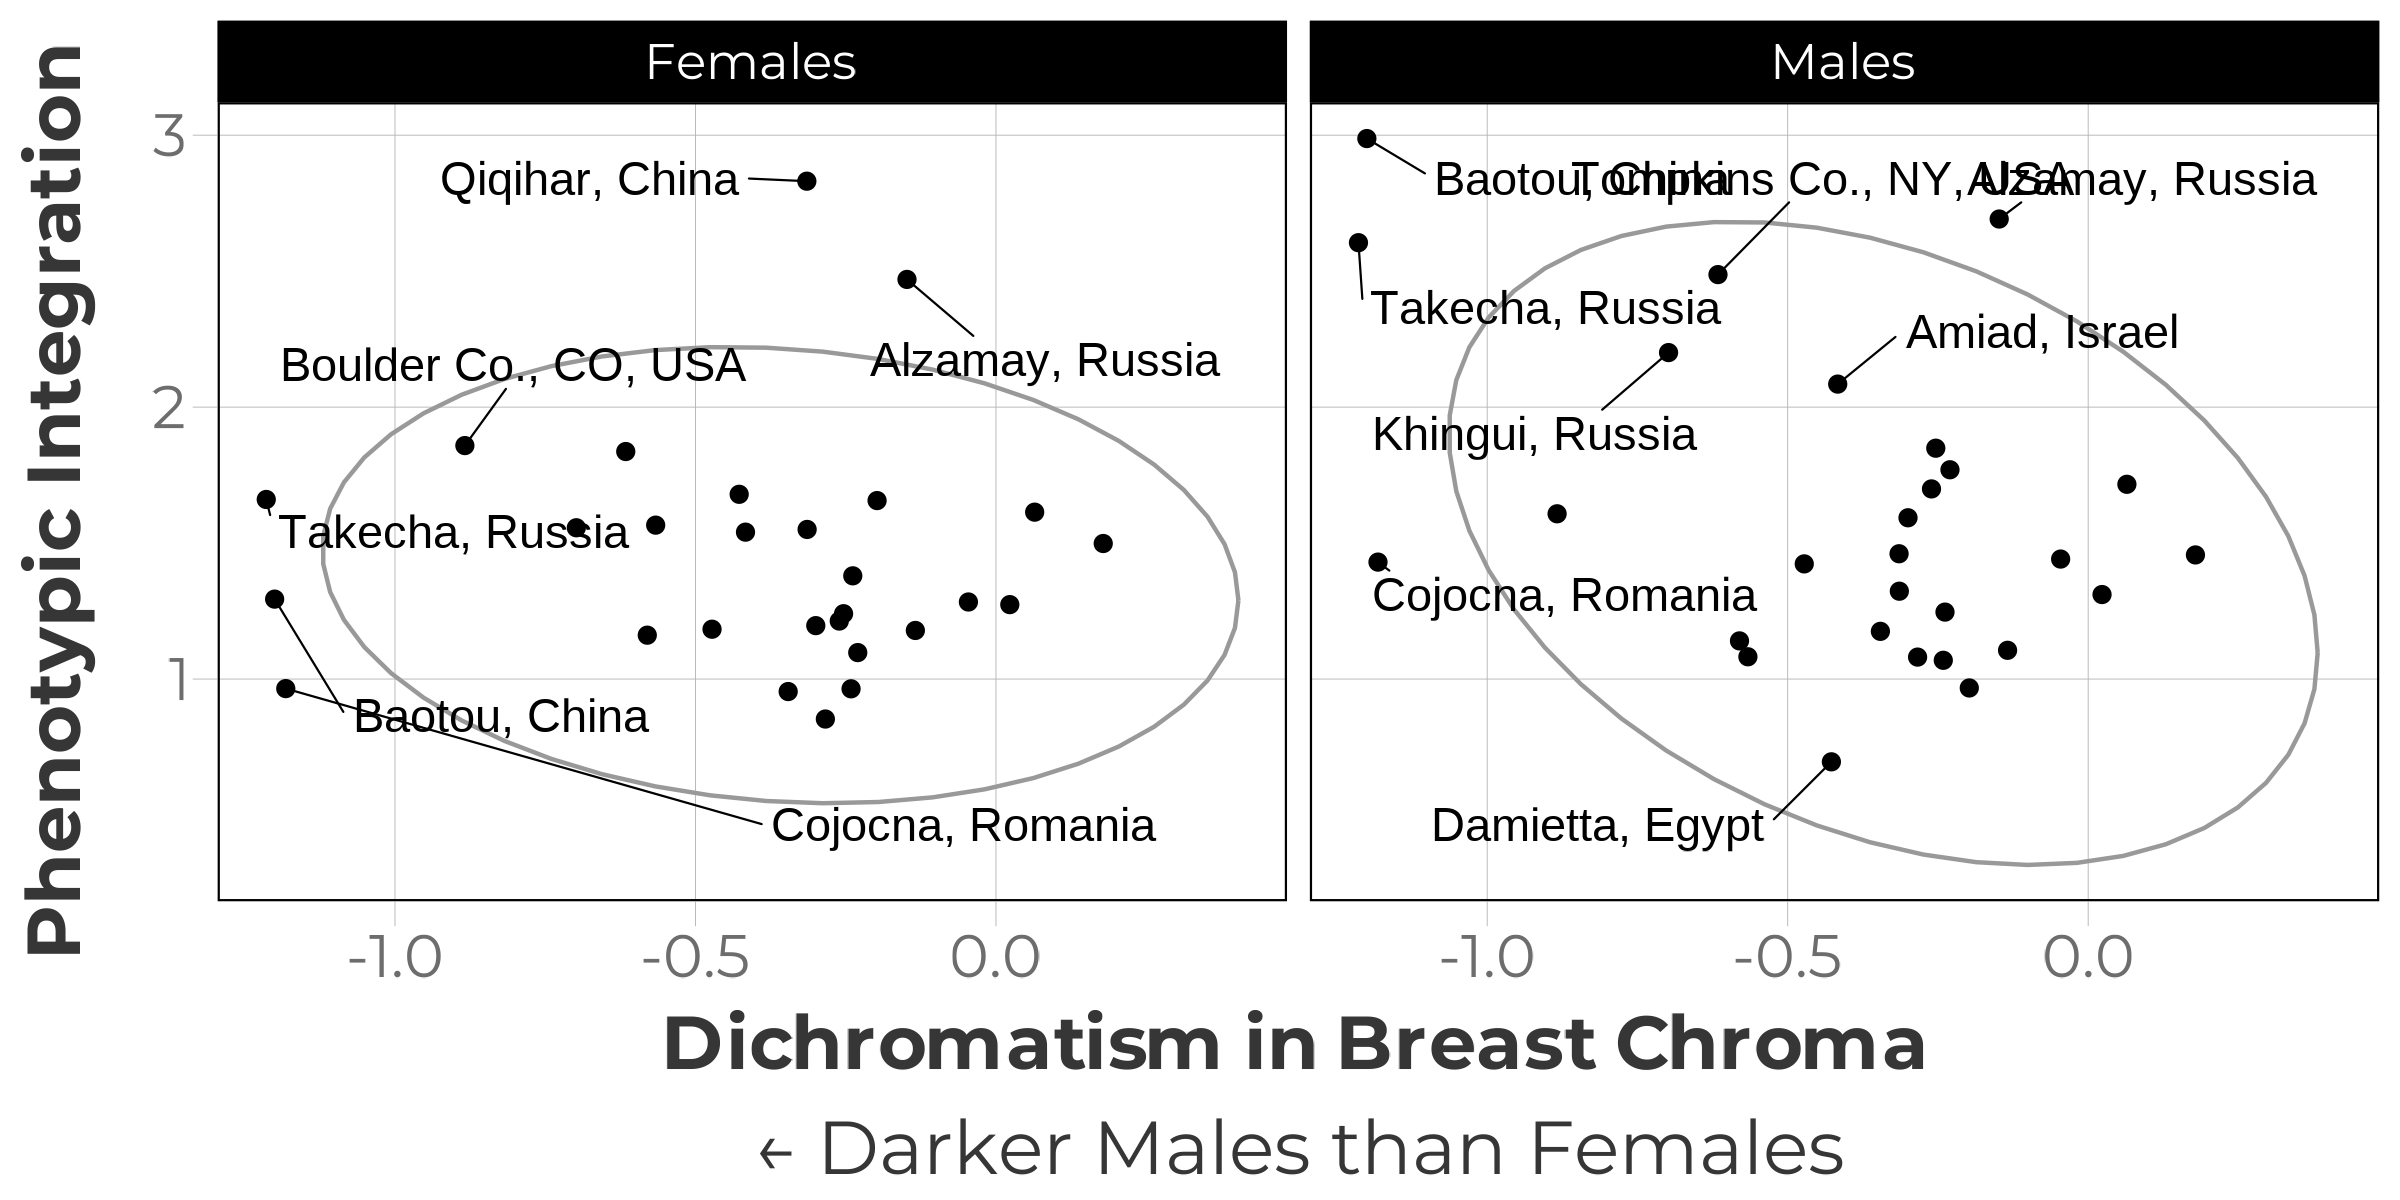 Females
Males
Phenotypic Integration
3
2
1
Qiqihar, China
Alzamay, Russia
Boulder Co., CO, USA
Takecha, Russia
Baotou, China
Cojocna, Romania
Baotou, China
Tompkins Co., NY, USA
Alzamay, Russia
Takecha, Russia
Amiad, Israel
Khingui, Russia
Cojocna, Romania
Damietta, Egypt
-1.0 -0.5 0.0
-1.0 -0.5 0.0
Dichromatism in Breast Chroma
← Darker Males than Females